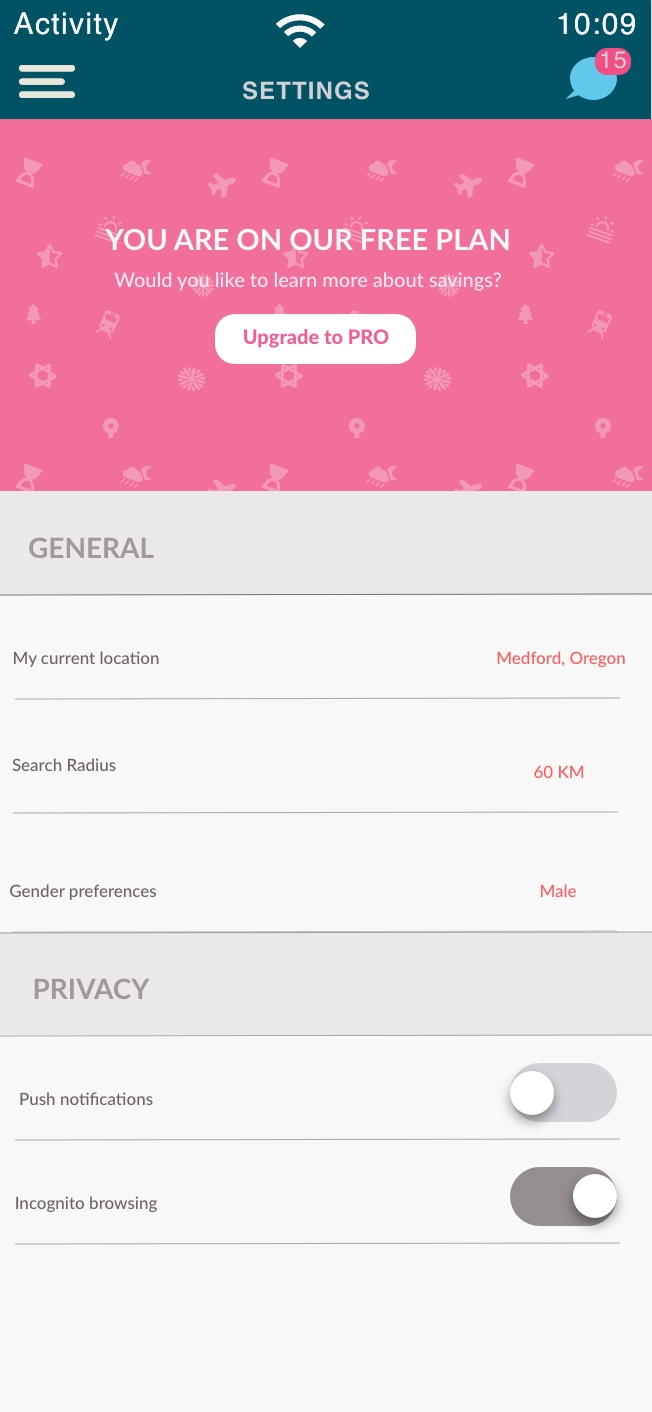 Activity
10:09
15
SETTINGS
YOU ARE ON OUR FREE PLAN
Would you like to learn more about savings?
Upgrade to PRO
GENERAL
My current location
Medford, Oregon
Search Radius
60 KM
Gender preferences
Male
PRIVACY
Push notifications
Incognito browsing